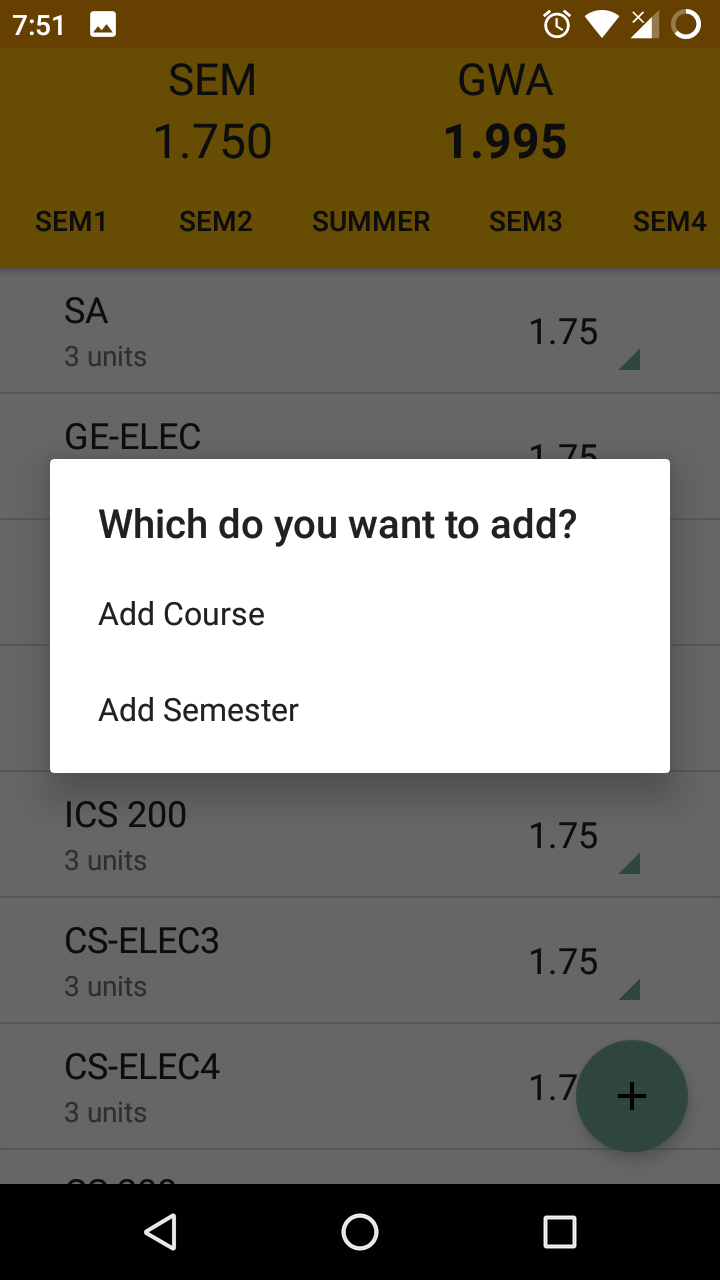 7:51
SEM GWA
1.750 1.995
SEM1 SEM2 SUMMER SEM3 SEM4
SA 1.75
3 units
GE-ELEC 1.75
Which do you want to add?
Add Course
Add Semester
ICS 200 1.75
3 units
CS-ELEC3 1.75
3 units
CS-ELEC4 1.7
3 units